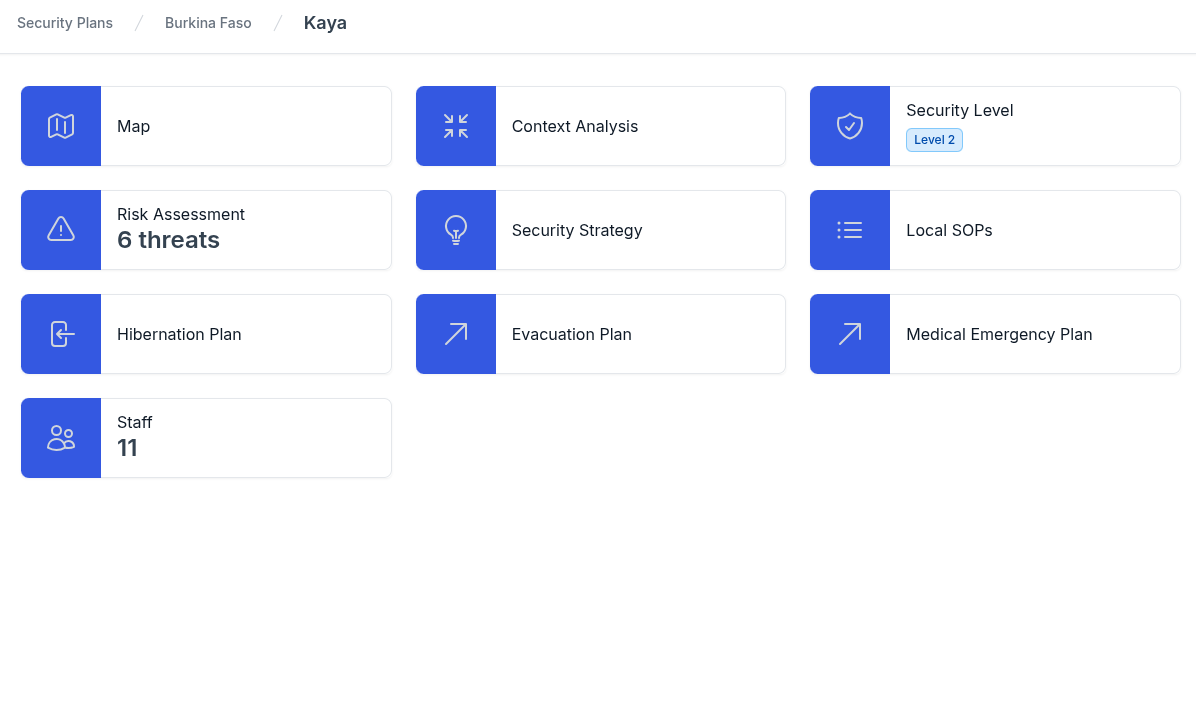 Security Plans / Burkina Faso / Kaya
Map
Context Analysis
Security Level
Level 2
Risk Assessment
6 threats
Security Strategy
Local SOPs
Hibernation Plan
Evacuation Plan
Medical Emergency Plan
Staff
11